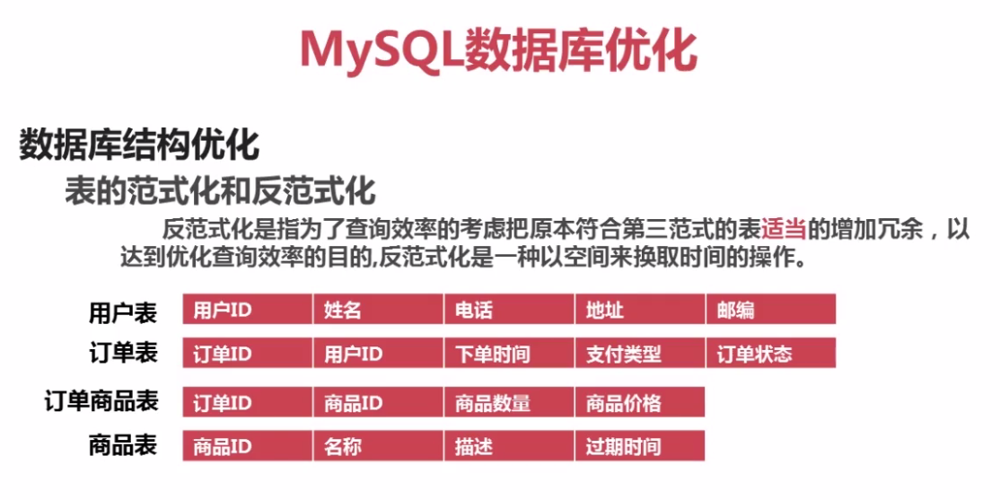 MySQL数据库优化
数据库结构优化
表的范式化和反范式化
反范式化是指为了查询效率的考虑把原本符合第三范式的表适当的增加冗余，以
达到优化查询效率的目的,反范式化是一种以空间来换取时间的操作。
用户表 用户ID 姓名 电话 地址 邮编
订单表 订单ID 用户ID 下单时间 支付类型 订单状态
订单商品表 订单ID 商品ID 商品数量 商品价格
商品表 商品ID 名称 描述 过期时间